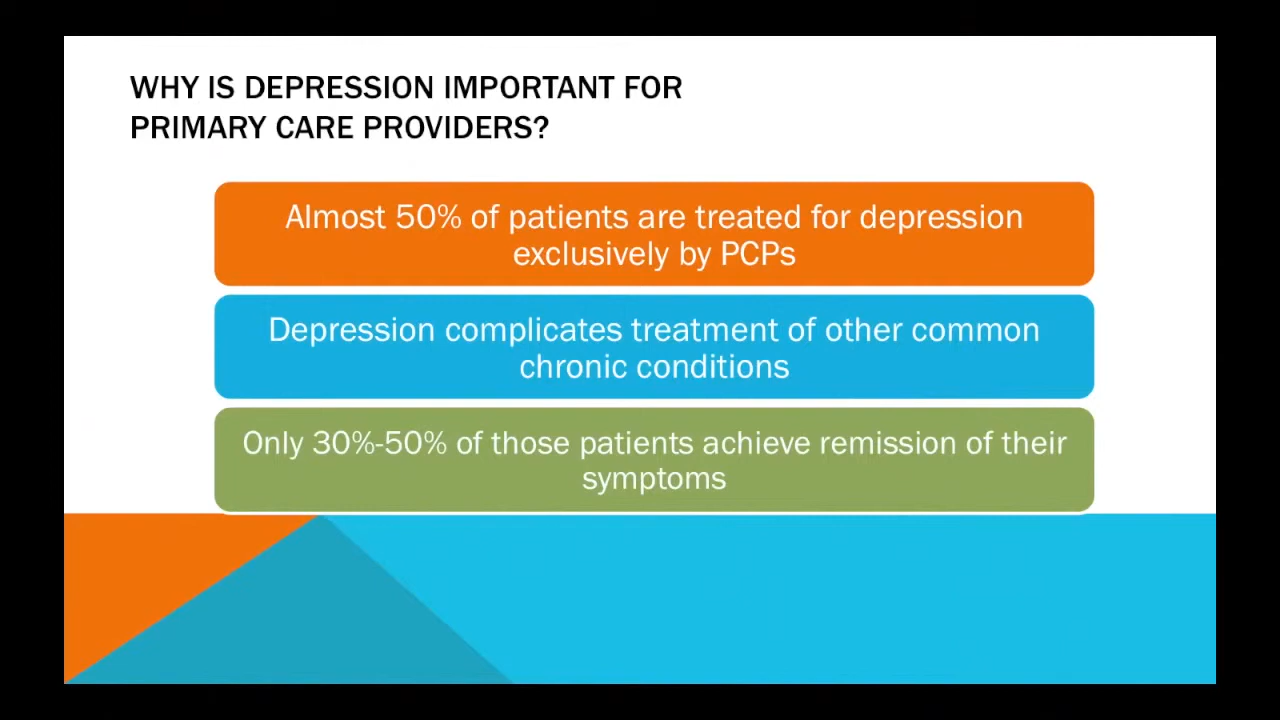 WHY IS DEPRESSION IMPORTANT FOR
PRIMARY CARE PROVIDERS?
Almost 50% of patients are treated for depression
exclusively by PCPs
Depression complicates treatment of other common
chronic conditions
Only 30%-50% of those patients achieve remission of their
symptoms